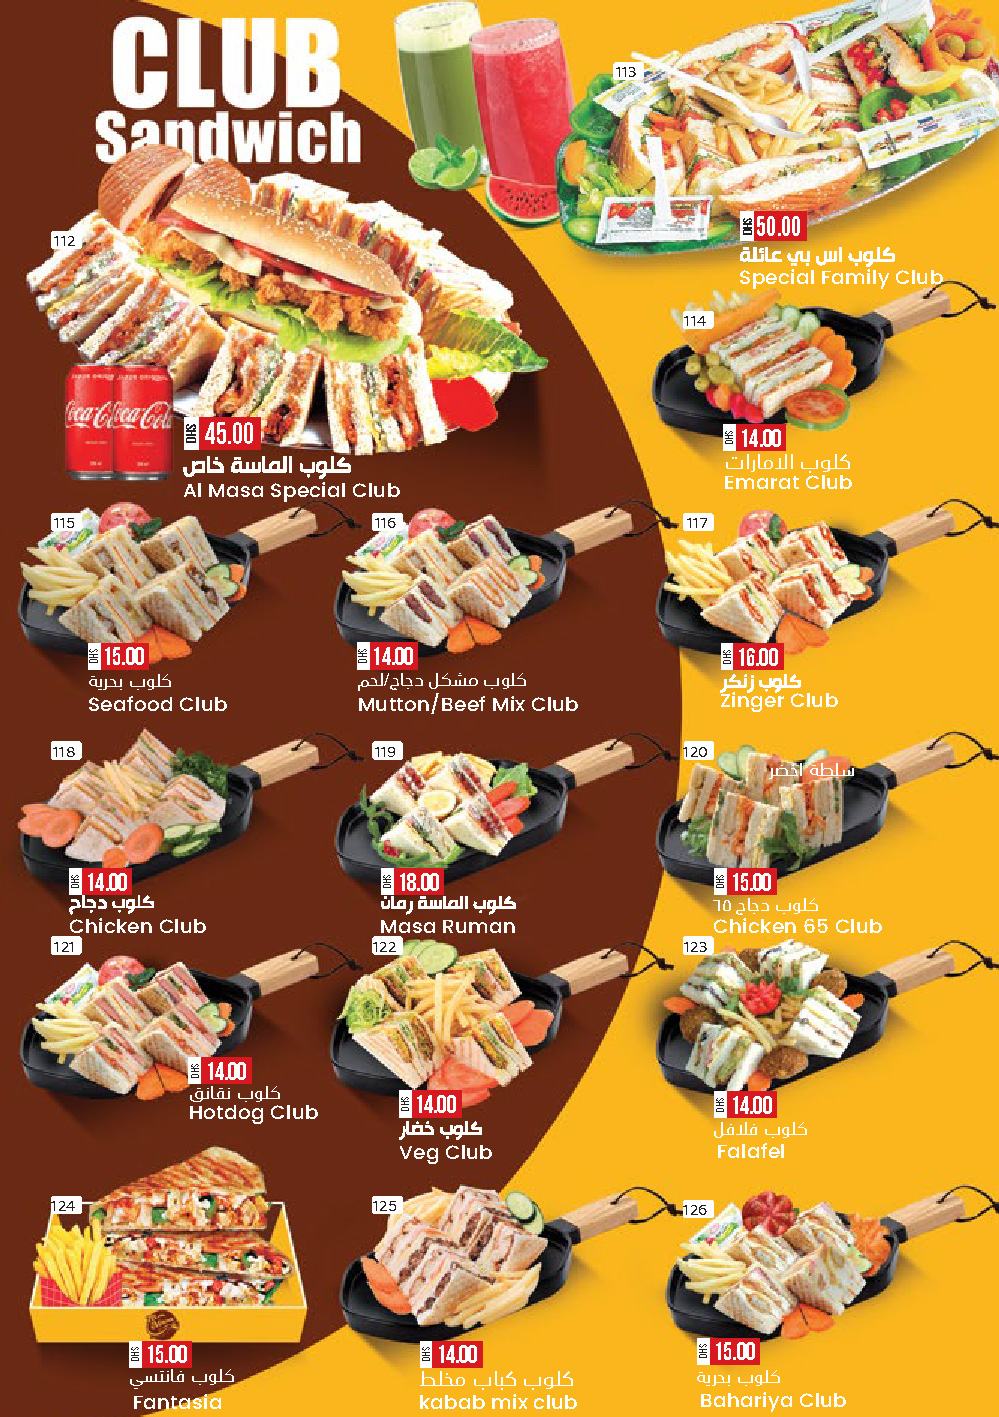 CLUB
Sandwich
113
DHS 50.00
كلوب اس بي عائلة
Special Family Club
112
Coca-Cola
Coca-Cola
DHS 45.00
كلوب الماسة خاص
Al Masa Special Club
114
DHS 14.00
كلوب الامارات
Emarat Club
115
DHS 15.00
كلوب بحرية
Seafood Club
116
DHS 14.00
كلوب مشكل دجاج/لحم
Mutton/Beef Mix Club
117
DHS 16.00
كلوب زنكر
Zinger Club
118
DHS 14.00
كلوب دجاج
Chicken Club
119
DHS 18.00
كلوب الماسة رمان
Masa Ruman
120
سلطة اخضر
DHS 15.00
كلوب دجاج ٦٥
Chicken 65 Club
121
DHS 14.00
كلوب نقانق
Hotdog Club
122
DHS 14.00
كلوب خضار
Veg Club
123
DHS 14.00
كلوب فلافل
Falafel
124
DHS 15.00
كلوب فانتسي
Fantasia
125
DHS 14.00
كلوب كباب مخلط
kabab mix club
126
DHS 15.00
كلوب بحرية
Bahariya Club